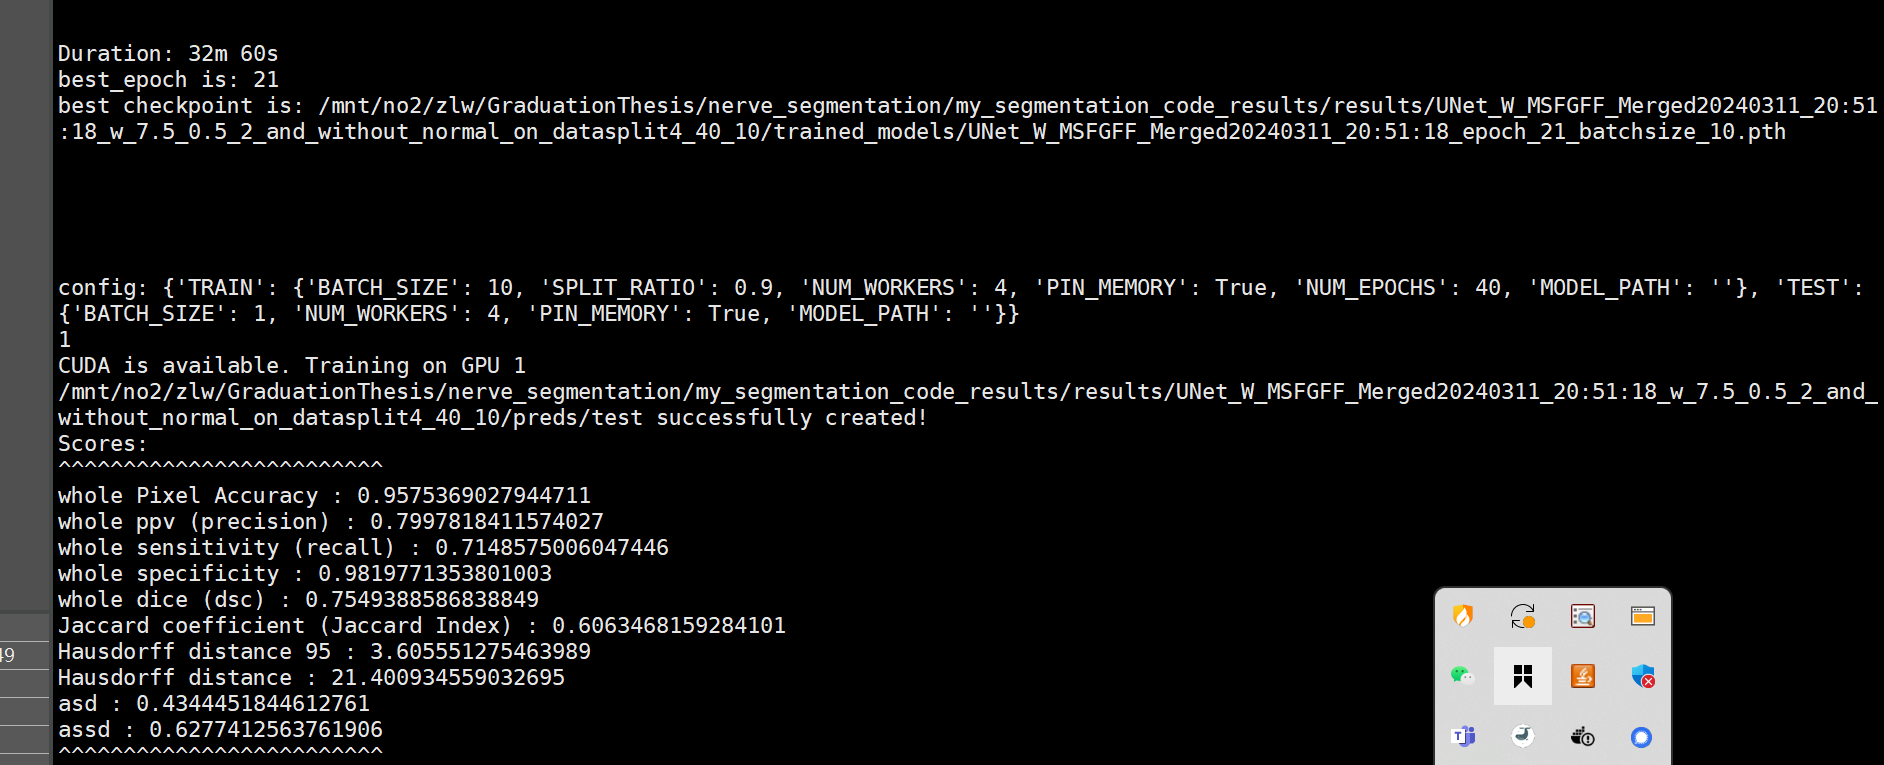 Duration: 32m 60s
best_epoch is: 21
best checkpoint is: /mnt/no2/zlw/GraduationThesis/nerve_segmentation/my_segmentation_code_results/results/UNet_W_MSFGFF_Merged20240311_20:51
:18_w_7.5_0.5_2_and_without_normal_on_datasplit4_40_10/trained_models/UNet_W_MSFGFF_Merged20240311_20:51:18_epoch_21_batchsize_10.pth
config: {'TRAIN': {'BATCH_SIZE': 10, 'SPLIT_RATIO': 0.9, 'NUM_WORKERS': 4, 'PIN_MEMORY': True, 'NUM_EPOCHS': 40, 'MODEL_PATH': ''}, 'TEST':
{'BATCH_SIZE': 1, 'NUM_WORKERS': 4, 'PIN_MEMORY': True, 'MODEL_PATH': ''}}
1
CUDA is available. Training on GPU 1
/mnt/no2/zlw/GraduationThesis/nerve_segmentation/my_segmentation_code_results/results/UNet_W_MSFGFF_Merged20240311_20:51:18_w_7.5_0.5_2_and_
without_normal_on_datasplit4_40_10/preds/test successfully created!
Scores:
^^^^^^^^^^^^^^^^^^^^^^^^^
whole Pixel Accuracy : 0.9575369027944711
whole ppv (precision) : 0.7997818411574027
whole sensitivity (recall) : 0.7148575006047446
whole specificity : 0.9819771353801003
whole dice (dsc) : 0.7549388586838849
Jaccard coefficient (Jaccard Index) : 0.6063468159284101
49
Hausdorff distance 95 : 3.605551275463989
Hausdorff distance : 21.400934559032695
asd : 0.4344451844612761
assd : 0.6277412563761906
^^^^^^^^^^^^^^^^^^^^^^^^^
T